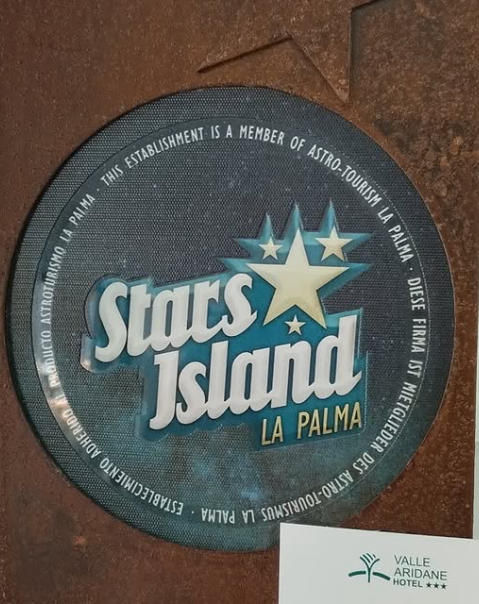 THIS ESTABLISHMENT IS A MEMBER OF ASTRO-TOURISM LA PALMA ·
DIESE FIRMA IST MIETGLIEDER DES ASTRO-TOURISMUS LA PALMA ·
ESTABLECIMIENTO ADHERIDO A PRODUCTO ASTROTURISMO LA PALMA ·
Stars
Island
LA PALMA
VALLE
ARIDANE
HOTEL ★★★